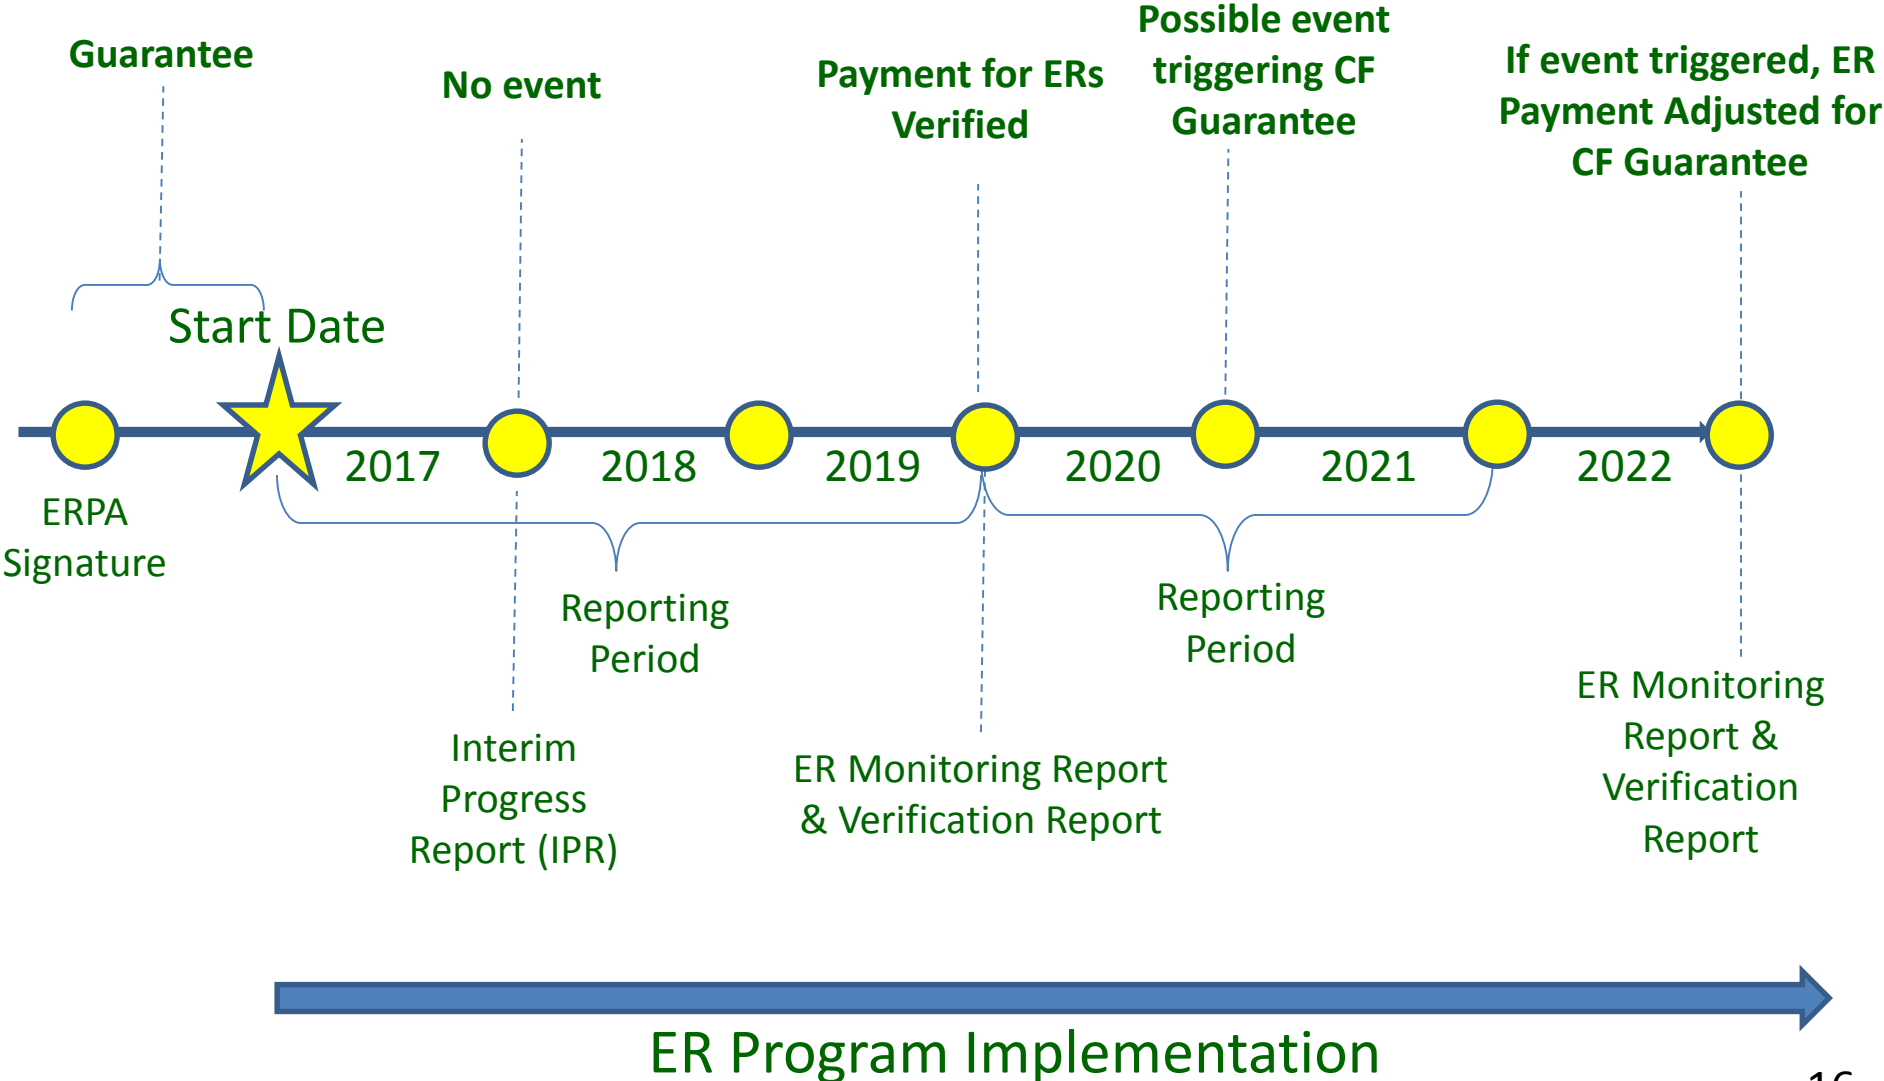 Guarantee
No event
Payment for ERs
Verified
Possible event
triggering CF
Guarantee
If event triggered, ER
Payment Adjusted for
CF Guarantee
Start Date
2017
2018
2019
2020
2021
2022
ERPA
Signature
Reporting
Period
Reporting
Period
Interim
Progress
Report (IPR)
ER Monitoring Report
& Verification Report
ER Monitoring
Report &
Verification
Report
ER Program Implementation
16